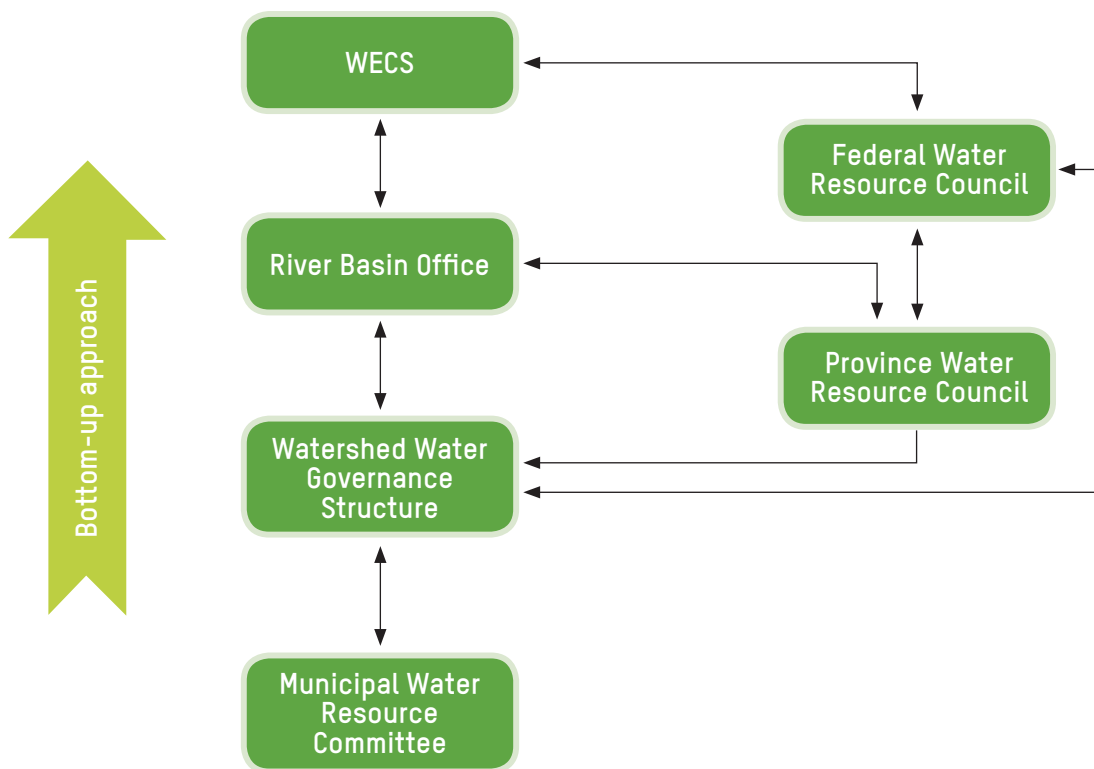 WECS
Federal Water
Resource Council
River Basin Office
Bottom-up approach
Province Water
Resource Council
Watershed Water
Governance
Structure
Municipal Water
Resource
Committee